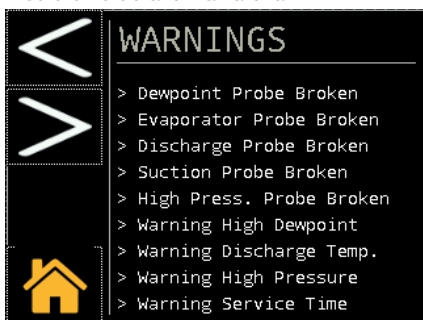 WARNINGS
> Dewpoint Probe Broken
> Evaporator Probe Broken
> Discharge Probe Broken
> Suction Probe Broken
> High Press. Probe Broken
> Warning High Dewpoint
> Warning Discharge Temp.
> Warning High Pressure
> Warning Service Time